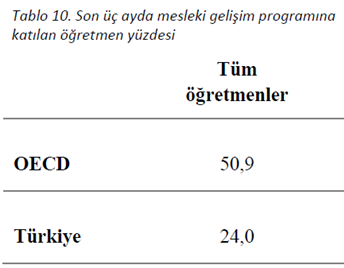 Tablo 10. Son üç ayda mesleki gelişim programına
katılan öğretmen yüzdesi
Tüm
öğretmenler
OECD 50,9
Türkiye 24,0